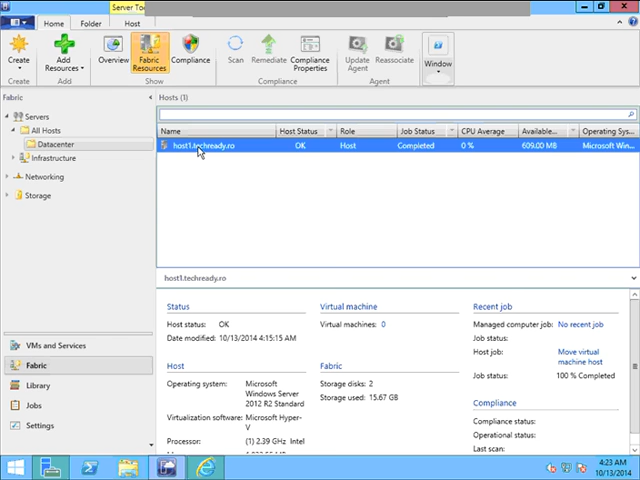 Server Too
Home Folder Host
Create Add Resources Overview Fabric Resources Compliance Scan Remediate Compliance Properties Update Agent Reassociate Window
Create Add Show Compliance Agent
Fabric
Servers
All Hosts
Datacenter
Infrastructure
Networking
Storage
VMs and Services
Fabric
Library
Jobs
Settings
Hosts (1)
Name Host Status Role Job Status CPU Average Available... Operating Sys...
host1.techready.ro OK Host Completed 0 % 609.00 MB Microsoft Win...
host1.techready.ro
Status
Host status: OK
Date modified: 10/13/2014 4:15:15 AM
Host
Operating system: Microsoft
Windows Server
2012 R2 Standard
Virtualization software: Microsoft Hyper-
V
Processor: (1) 2.39 GHz Intel
Virtual machine
Virtual machines: 0
Fabric
Storage disks: 2
Storage used: 15.67 GB
Recent job
Managed computer job: No recent job
Job status:
Host job: Move virtual
machine host
Job status: 100 % Completed
Compliance
Compliance status:
Operational status:
Last scan:
4:23 AM
10/13/2014